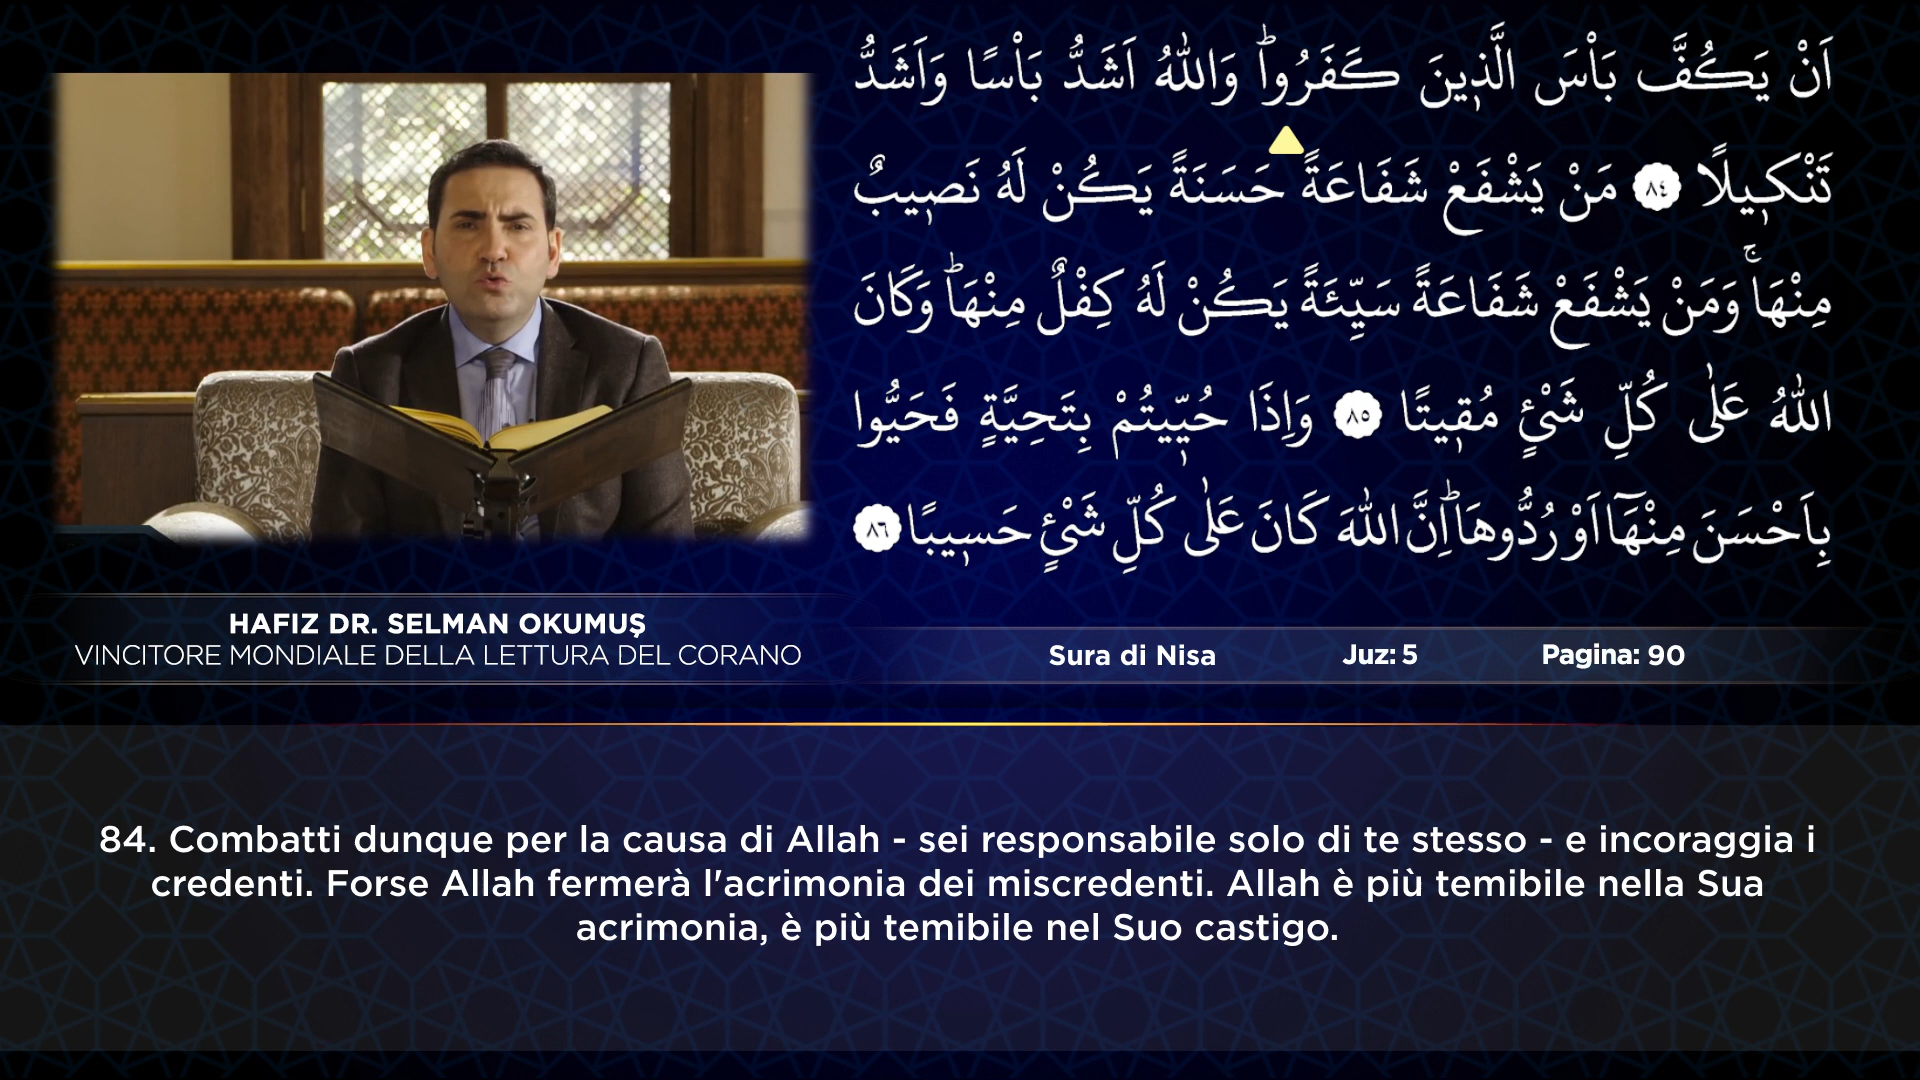 اَنْ يَكُفَّ بَاْسَ الَّذ۪ينَ كَفَرُواۜ وَاللّٰهُ اَشَدُّ بَاْسًا وَاَشَدُّ
تَنْك۪يلًا ﴿٨٤﴾ مَنْ يَشْفَعْ شَفَاعَةً حَسَنَةً يَكُنْ لَهُ نَص۪يبٌ
مِنْهَاۚ وَمَنْ يَشْفَعْ شَفَاعَةً سَيِّئَةً يَكُنْ لَهُ كِفْلٌ مِنْهَاۜ وَكَانَ
اللّٰهُ عَلٰى كُلِّ شَيْءٍ مُق۪يتًا ﴿٨٥﴾ وَاِذَا حُيّ۪يتُمْ بِتَحِيَّةٍ فَحَيُّوا
بِاَحْسَنَ مِنْهَٓا اَوْ رُدُّوهَاۜ اِنَّ اللّٰهَ كَانَ عَلٰى كُلِّ شَيْءٍ حَس۪يبًا ﴿٨٦﴾
HAFIZ DR. SELMAN OKUMUŞ
VINCITORE MONDIALE DELLA LETTURA DEL CORANO
Sura di Nisa Juz: 5 Pagina: 90
84. Combatti dunque per la causa di Allah - sei responsabile solo di te stesso - e incoraggia i
credenti. Forse Allah fermerà l'acrimonia dei miscredenti. Allah è più temibile nella Sua
acrimonia, è più temibile nel Suo castigo.